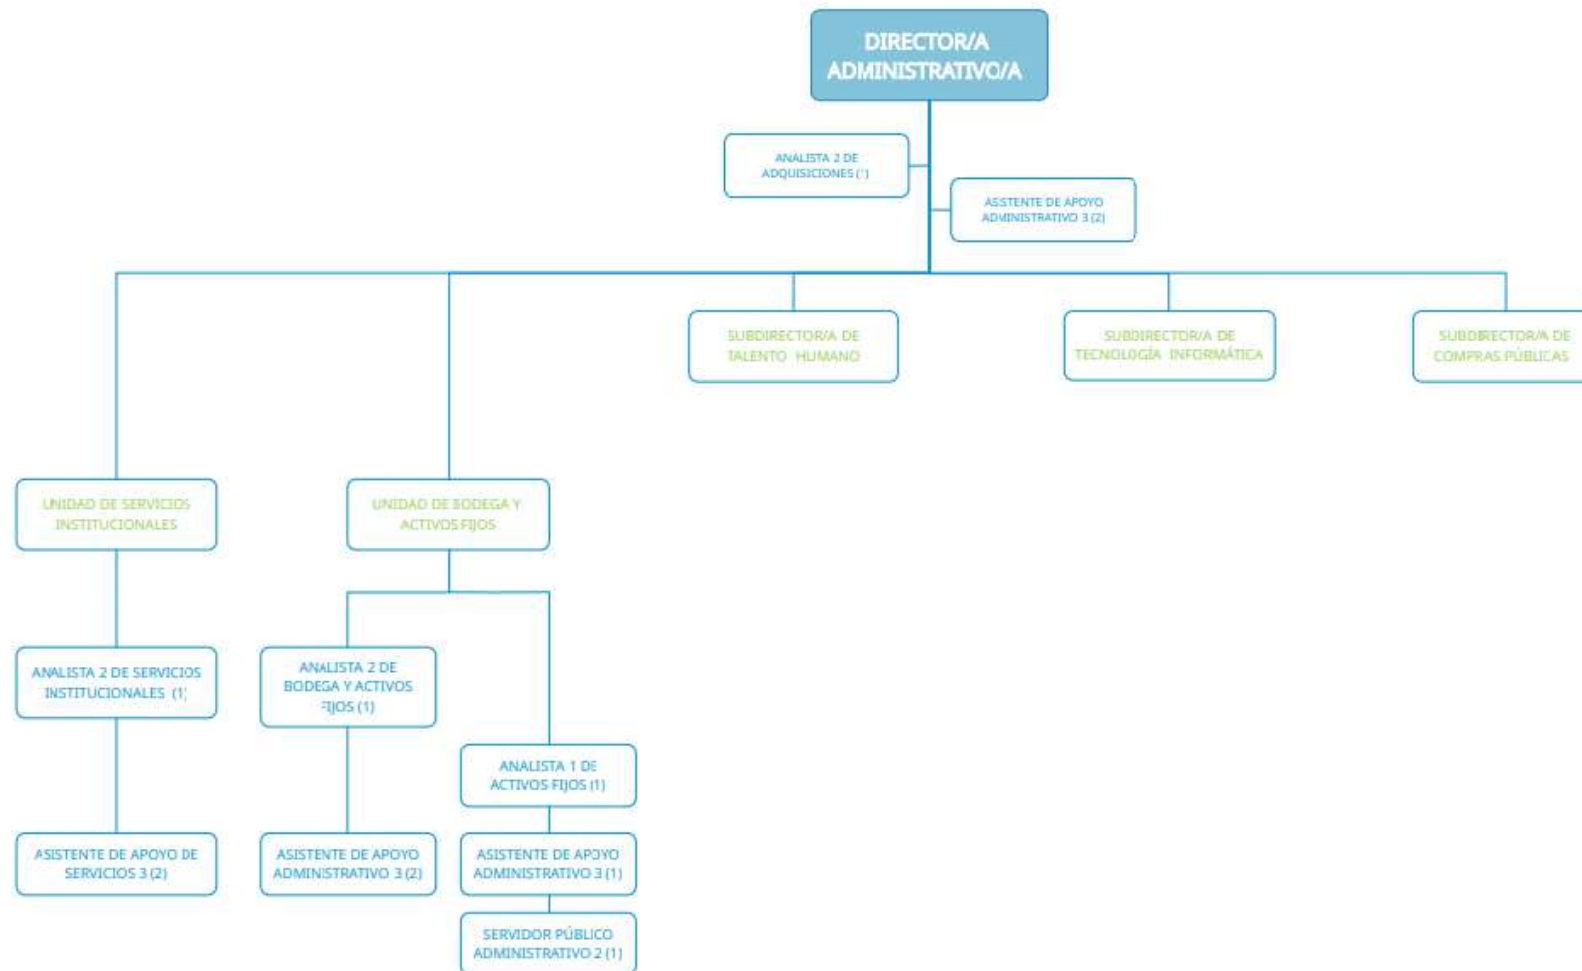 DIRECTOR/A
ADMINISTRATIVO/A
ANALISTA 2 DE
ADQUISICIONES (1)
ASISTENTE DE APOYO
ADMINISTRATIVO 3 (2)
SUBDIRECTOR/A DE
TALENTO HUMANO
SUBDIRECTOR/A DE
TECNOLOGÍA INFORMÁTICA
SUBDIRECTOR/A DE
COMPRAS PÚBLICAS
UNIDAD DE SERVICIOS
INSTITUCIONALES
UNIDAD DE BODEGA Y
ACTIVOS FIJOS
ANALISTA 2 DE SERVICIOS
INSTITUCIONALES (1)
ANALISTA 2 DE
BODEGA Y ACTIVOS
FIJOS (1)
ANALISTA 1 DE
ACTIVOS FIJOS (1)
ASISTENTE DE APOYO DE
SERVICIOS 3 (2)
ASISTENTE DE APOYO
ADMINISTRATIVO 3 (2)
ASISTENTE DE APOYO
ADMINISTRATIVO 3 (1)
SERVIDOR PÚBLICO
ADMINISTRATIVO 2 (1)